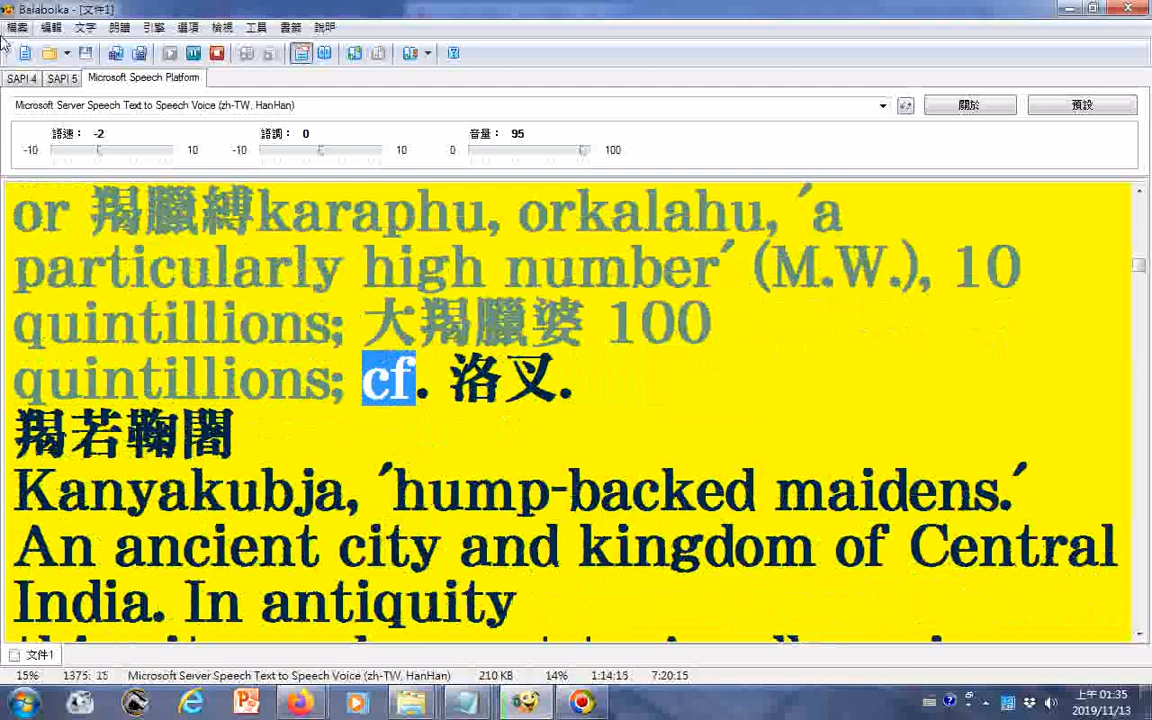 Balabolka - [文件1]
檔案 編輯 文字 朗讀 引擎 選項 檢視 工具 書籤 說明
SAPI 4 SAPI 5 Microsoft Speech Platform
Microsoft Server Speech Text to Speech Voice (zh-TW, HanHan) 關於 預設
語速： -2 語調： 0 音量： 95
-10 10 -10 10 0 100
or 羯臘縛karaphu, orkalahu, ′a
particularly high number′ (M.W.), 10
quintillions; 大羯臘婆 100
quintillions; cf. 洛叉.
羯若鞠闍
Kanyakubja, ′hump-backed maidens.′
An ancient city and kingdom of Central
India. In antiquity
文件1
15% 1375: 15 Microsoft Server Speech Text to Speech Voice (zh-TW, HanHan) 210 KB 14% 1:14:15 7:20:15
上午 01:35
2019/11/13